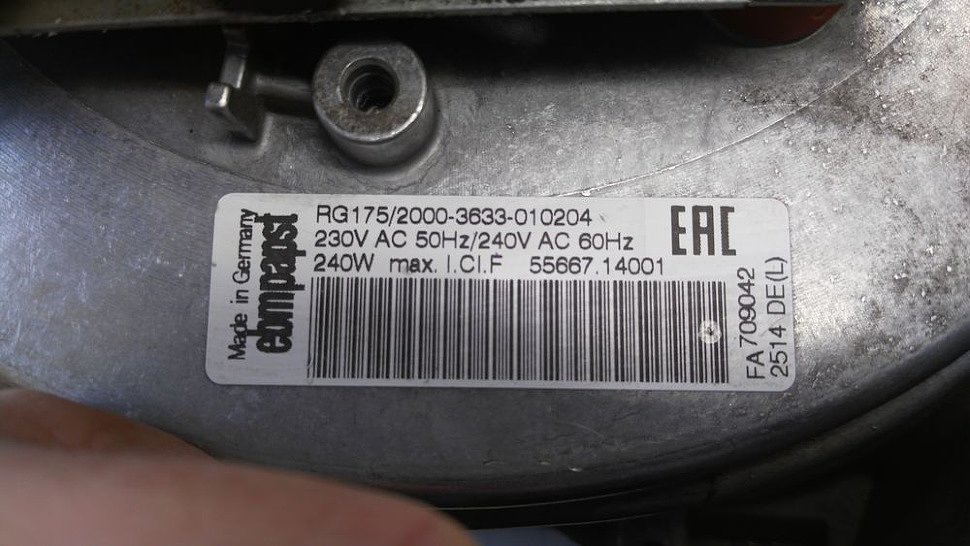 RG175/2000-3633-010204
230V AC 50Hz/240V AC 60Hz
240W max. I.Cl.F 55667.14001
EAC
Made in Germany
ebmpapst
FA 709042
2514 DE(L)